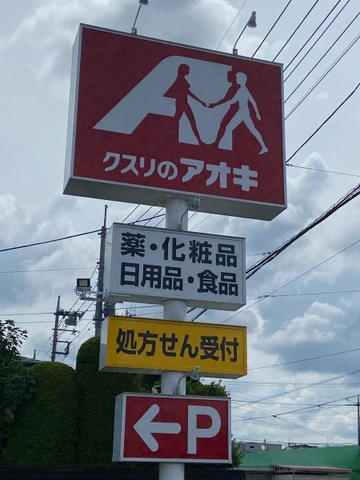 クスリのアオキ
薬・化粧品
日用品・食品
処方せん受付
←P